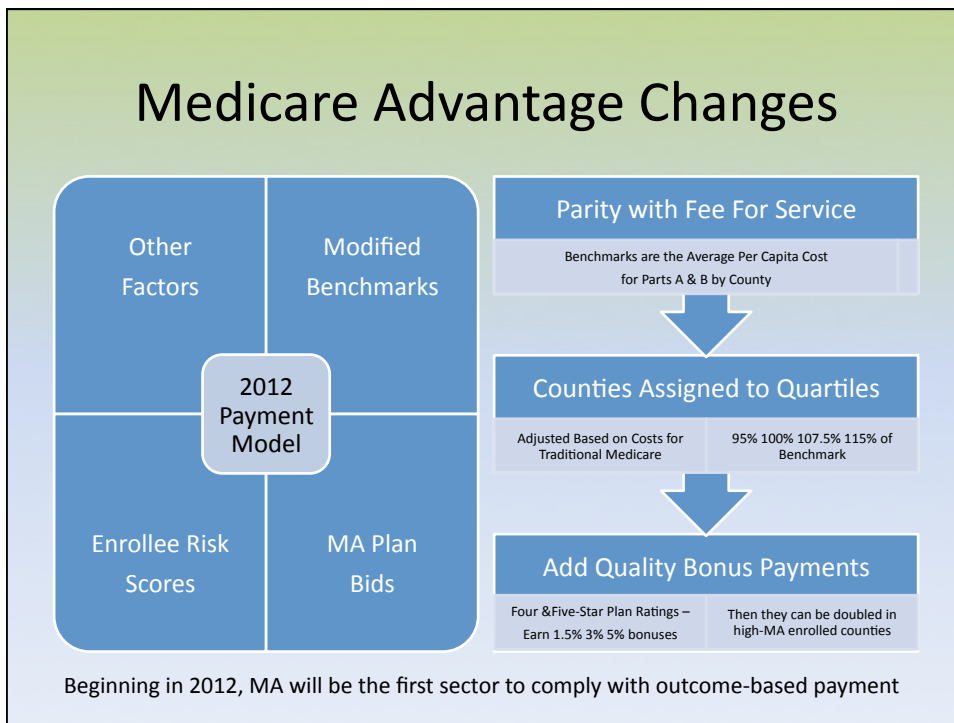 Medicare Advantage Changes
Other
Factors
Modified
Benchmarks
2012
Payment
Model
Enrollee Risk
Scores
MA Plan
Bids
Parity with Fee For Service
Benchmarks are the Average Per Capita Cost
for Parts A & B by County
Counties Assigned to Quartiles
Adjusted Based on Costs for
Traditional Medicare
95% 100% 107.5% 115% of
Benchmark
Add Quality Bonus Payments
Four &Five-Star Plan Ratings –
Earn 1.5% 3% 5% bonuses
Then they can be doubled in
high-MA enrolled counties
Beginning in 2012, MA will be the first sector to comply with outcome-based payment